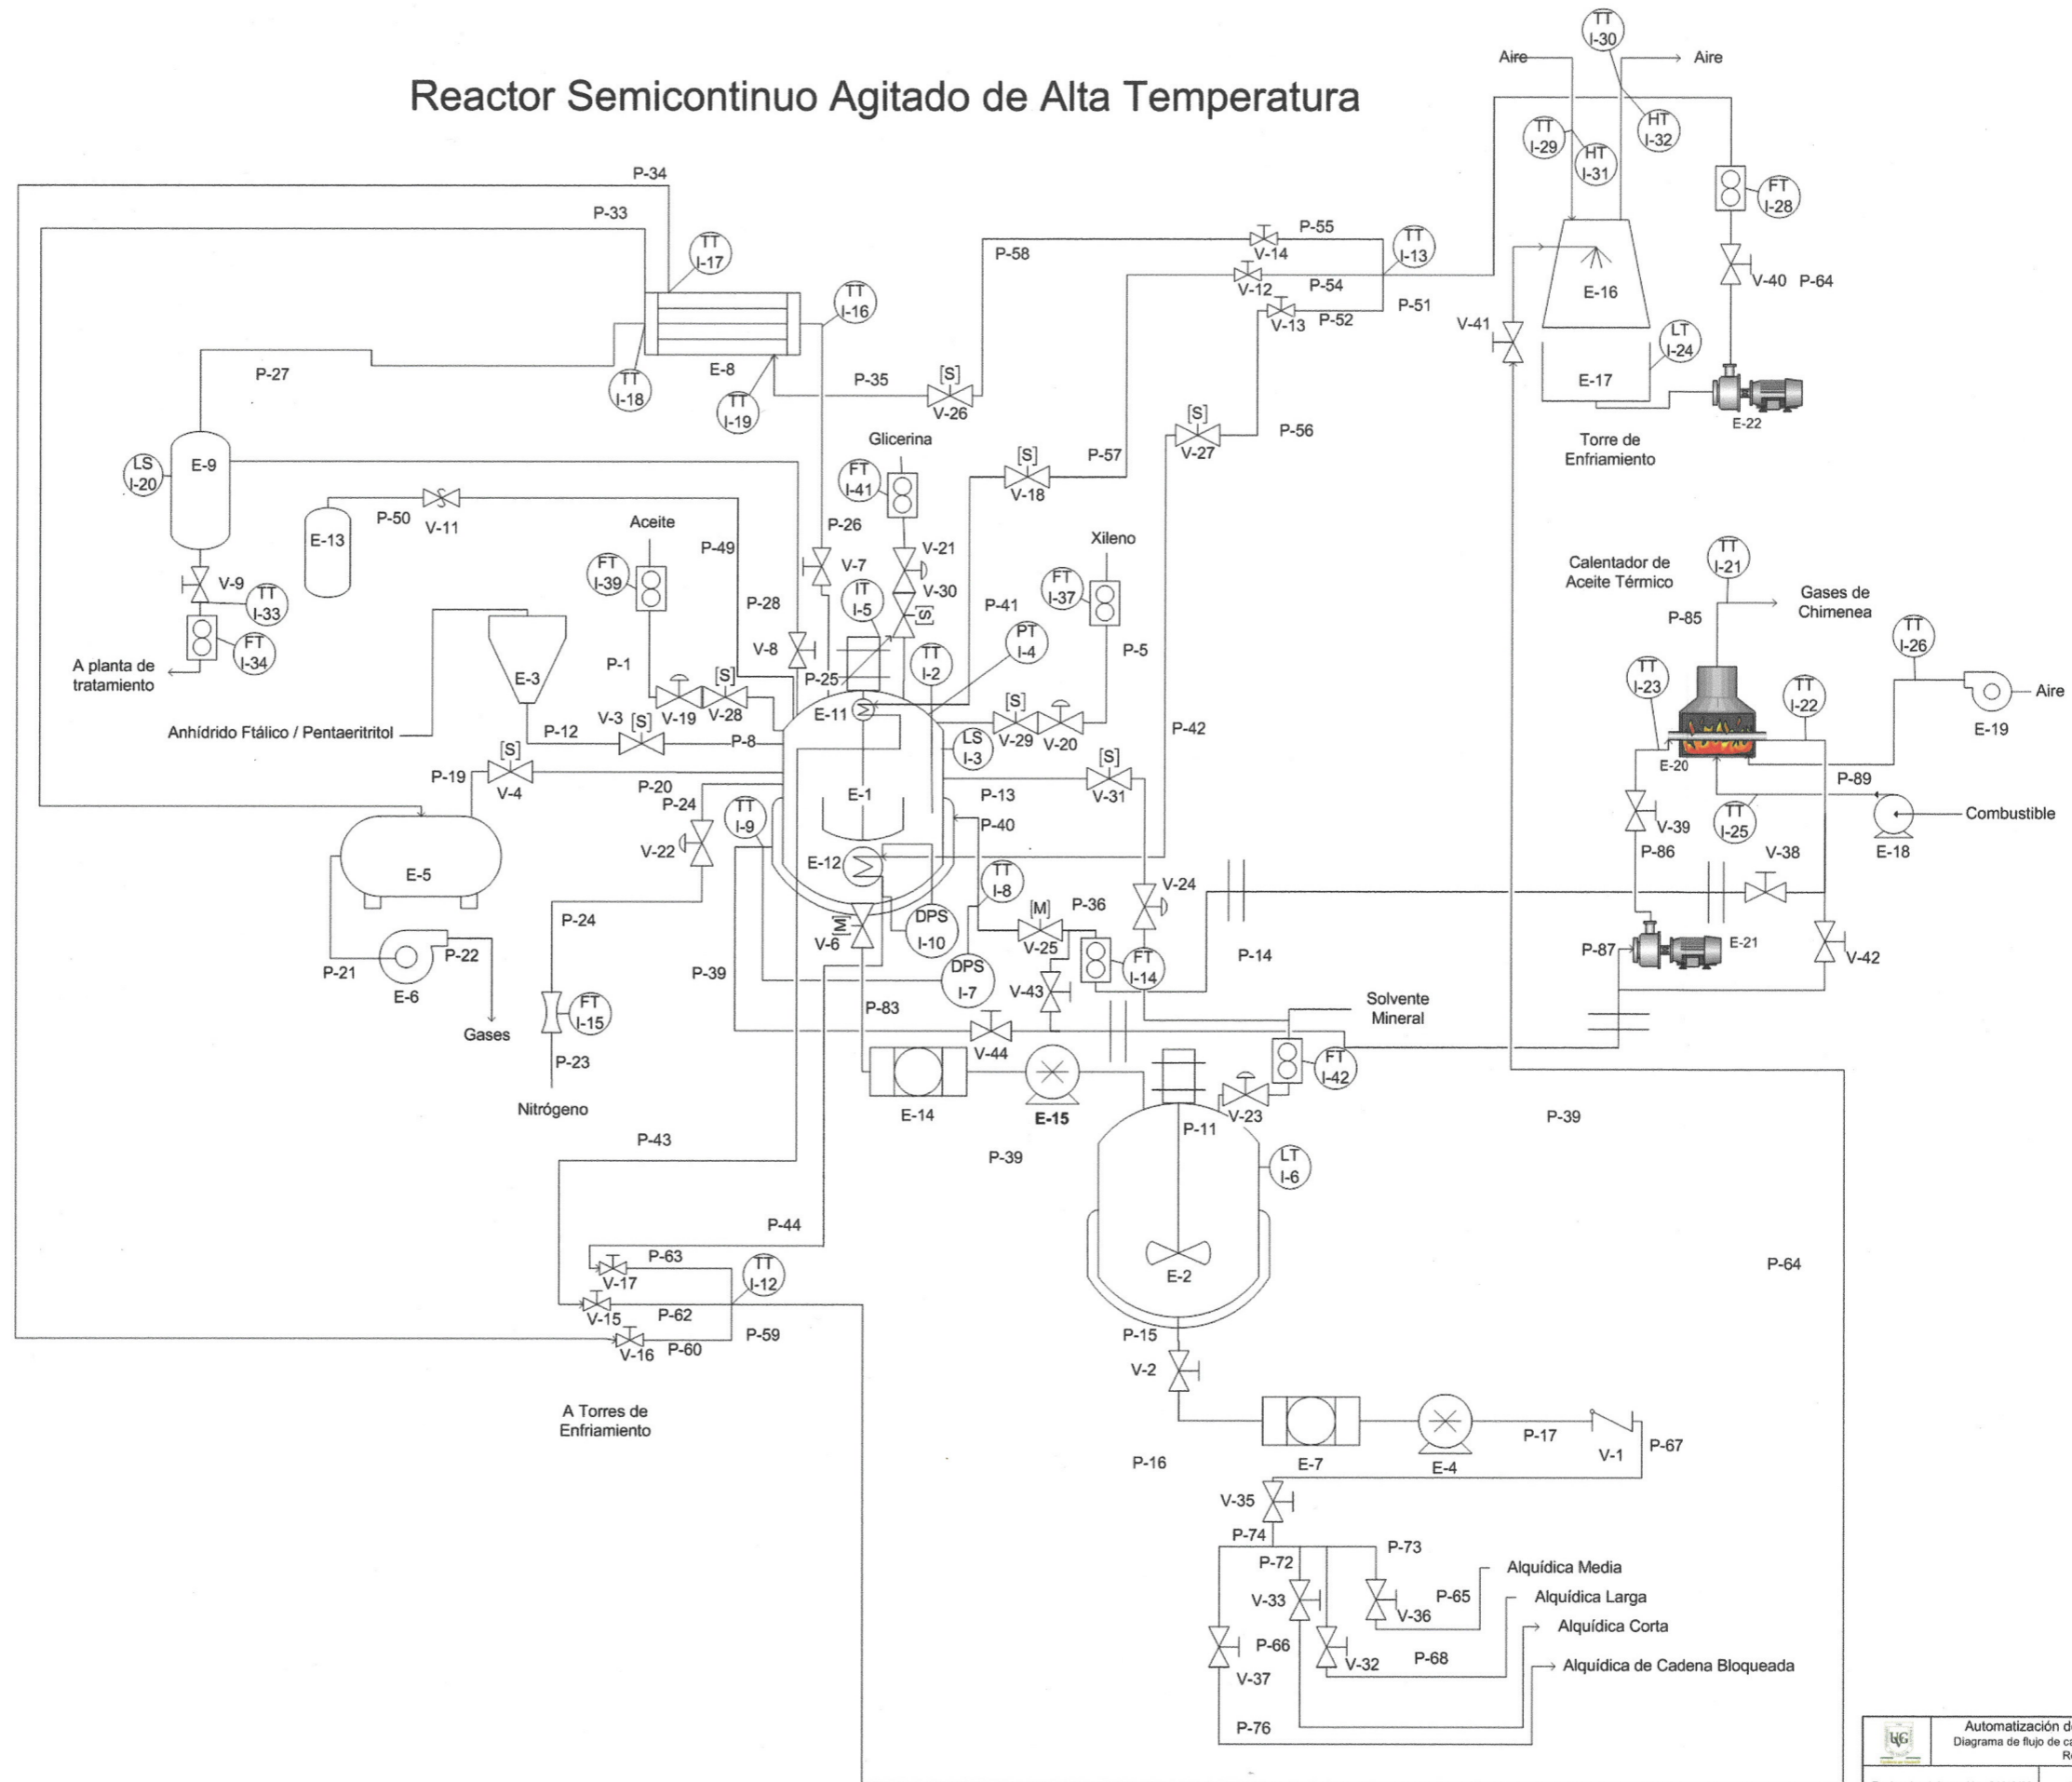 Reactor Semicontinuo Agitado de Alta Temperatura
TT
I-30
Aire
Aire
TT
I-29
HT
I-31
HT
I-32
FT
I-28
V-40
P-64
E-16
V-41
LT
I-24
E-17
E-22
Torre de
Enfriamiento
P-34
P-33
TT
I-17
TT
I-16
E-8
TT
I-18
TT
I-19
P-35
[S]
V-26
P-58
V-14
P-55
TT
I-13
V-12
P-54
V-13
P-52
P-51
P-27
[S]
V-27
P-56
LS
I-20
E-9
P-50
V-11
E-13
V-9
TT
I-33
FT
I-34
A planta de
tratamiento
Glicerina
FT
I-41
[S]
V-18
P-57
P-26
V-7
V-21
V-30
[S]
Aceite
FT
I-39
P-49
P-28
V-8
P-25
IT
I-5
P-41
PT
I-4
TT
I-2
Xileno
FT
I-37
P-5
P-1
[S]
V-19
V-28
E-3
Anhídrido Ftálico / Pentaeritritol
P-12
V-3
[S]
P-8
E-11
[S]
V-29
V-20
LS
I-3
P-42
P-19
[S]
V-4
P-20
P-24
TT
I-9
E-1
P-13
[S]
V-31
P-40
V-22
E-12
TT
I-8
E-5
P-24
[M]
V-6
DPS
I-10
[M]
V-25
P-36
V-24
P-21
E-6
P-22
Gases
P-39
DPS
I-7
V-43
FT
I-14
P-14
P-83
FT
I-15
P-23
Nitrógeno
V-44
E-14
E-15
Solvente
Mineral
FT
I-42
V-23
P-11
P-39
P-39
LT
I-6
E-2
Calentador de
Aceite Térmico
TT
I-21
P-85
Gases de
Chimenea
TT
I-26
TT
I-23
TT
I-22
Aire
E-19
E-20
P-89
V-39
TT
I-25
Combustible
E-18
P-86
V-38
P-87
E-21
V-42
P-43
P-44
P-63
V-17
TT
I-12
V-15
P-62
V-16
P-60
P-59
A Torres de
Enfriamiento
P-64
P-15
V-2
P-16
E-7
E-4
P-17
V-1
P-67
V-35
P-74
P-72
P-73
V-33
V-36
P-65
Alquídica Media
Alquídica Larga
Alquídica Corta
P-66
V-32
P-68
Alquídica de Cadena Bloqueada
V-37
P-76
UVG
Automatización d
Diagrama de flujo de ca
R